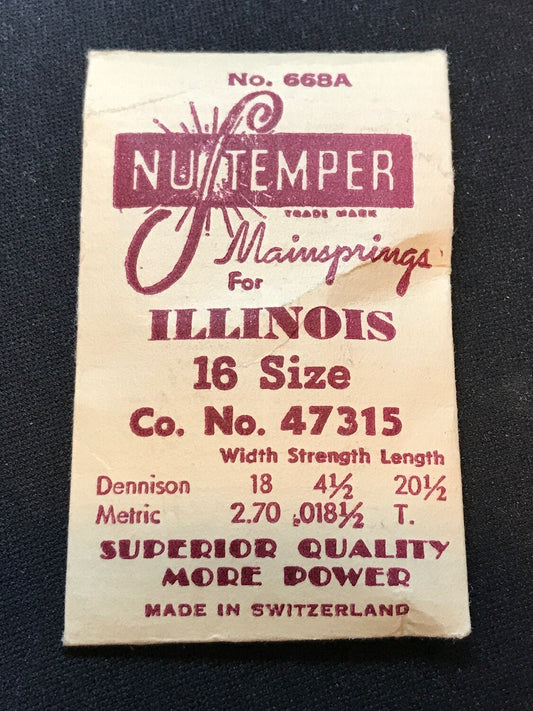 No. 668A
NU TEMPER
TRADE MARK
Mainsprings
For
ILLINOIS
16 Size
Co. No. 47315
Width Strength Length
Dennison 18 4½ 20½
Metric 2.70 .018½ T.
SUPERIOR QUALITY
MORE POWER
MADE IN SWITZERLAND